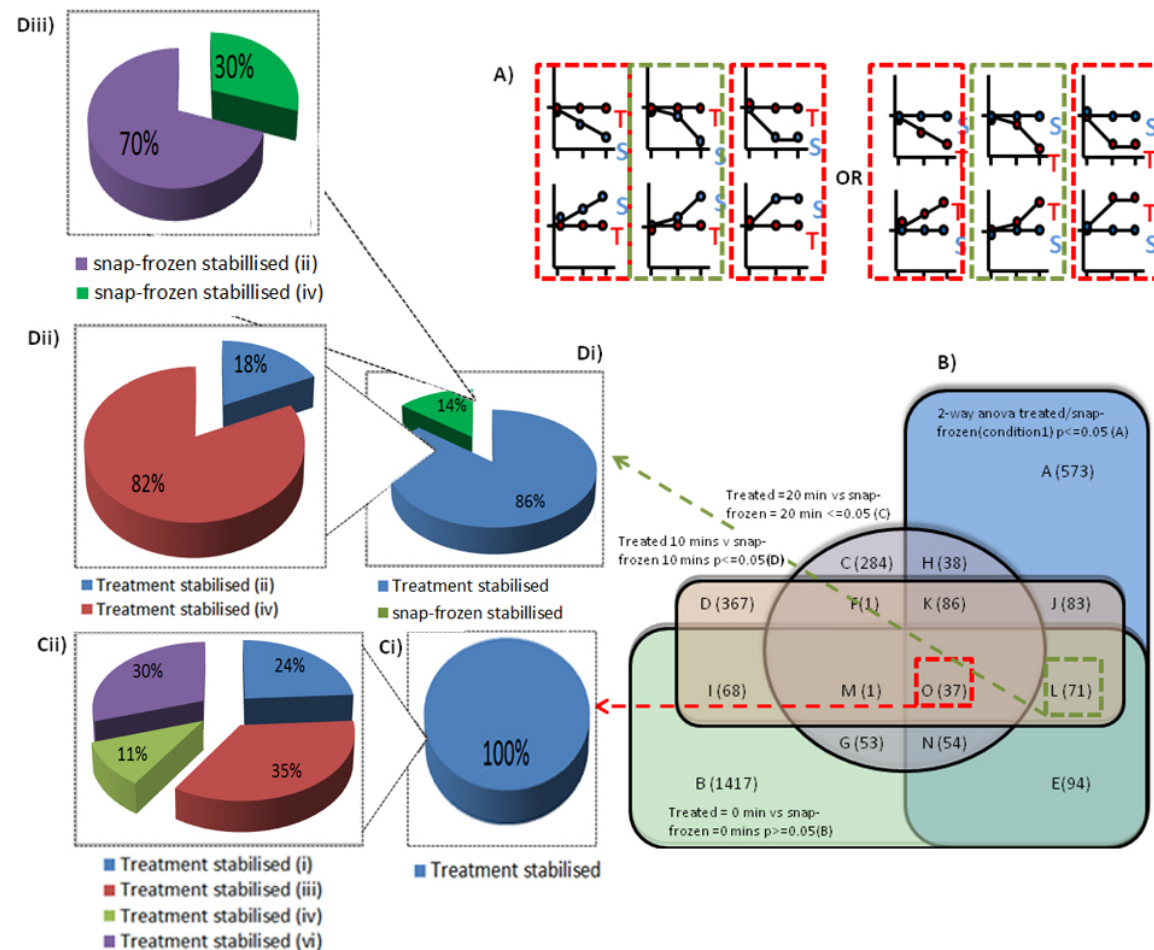 Diii)
30%
70%
snap-frozen stabillised (ii)
snap-frozen stabillised (iv)
A)
T
S
T
S
T
S
S
T
S
T
S
T
OR
S
T
S
T
S
T
T
S
T
S
T
S
Dii)
18%
82%
Treatment stabilised (ii)
Treatment stabilised (iv)
Di)
14%
86%
Treatment stabilised
snap-frozen stabillised
B)
2-way anova treated/snap-
frozen(condition1) p<=0.05 (A)
A (573)
Treated =20 min vs snap-
frozen = 20 min <=0.05 (C)
Treated 10 mins v snap-
frozen 10 mins p<=0.05(D)
C (284)
H (38)
D (367)
F(1)
K (86)
J (83)
I (68)
M (1)
O (37)
L (71)
G (53)
N (54)
B (1417)
E(94)
Treated = 0 min vs snap-
frozen =0 mins p>=0.05(B)
Cii)
30%
24%
11%
35%
Treatment stabilised (i)
Treatment stabilised (iii)
Treatment stabilised (iv)
Treatment stabilised (vi)
Ci)
100%
Treatment stabilised